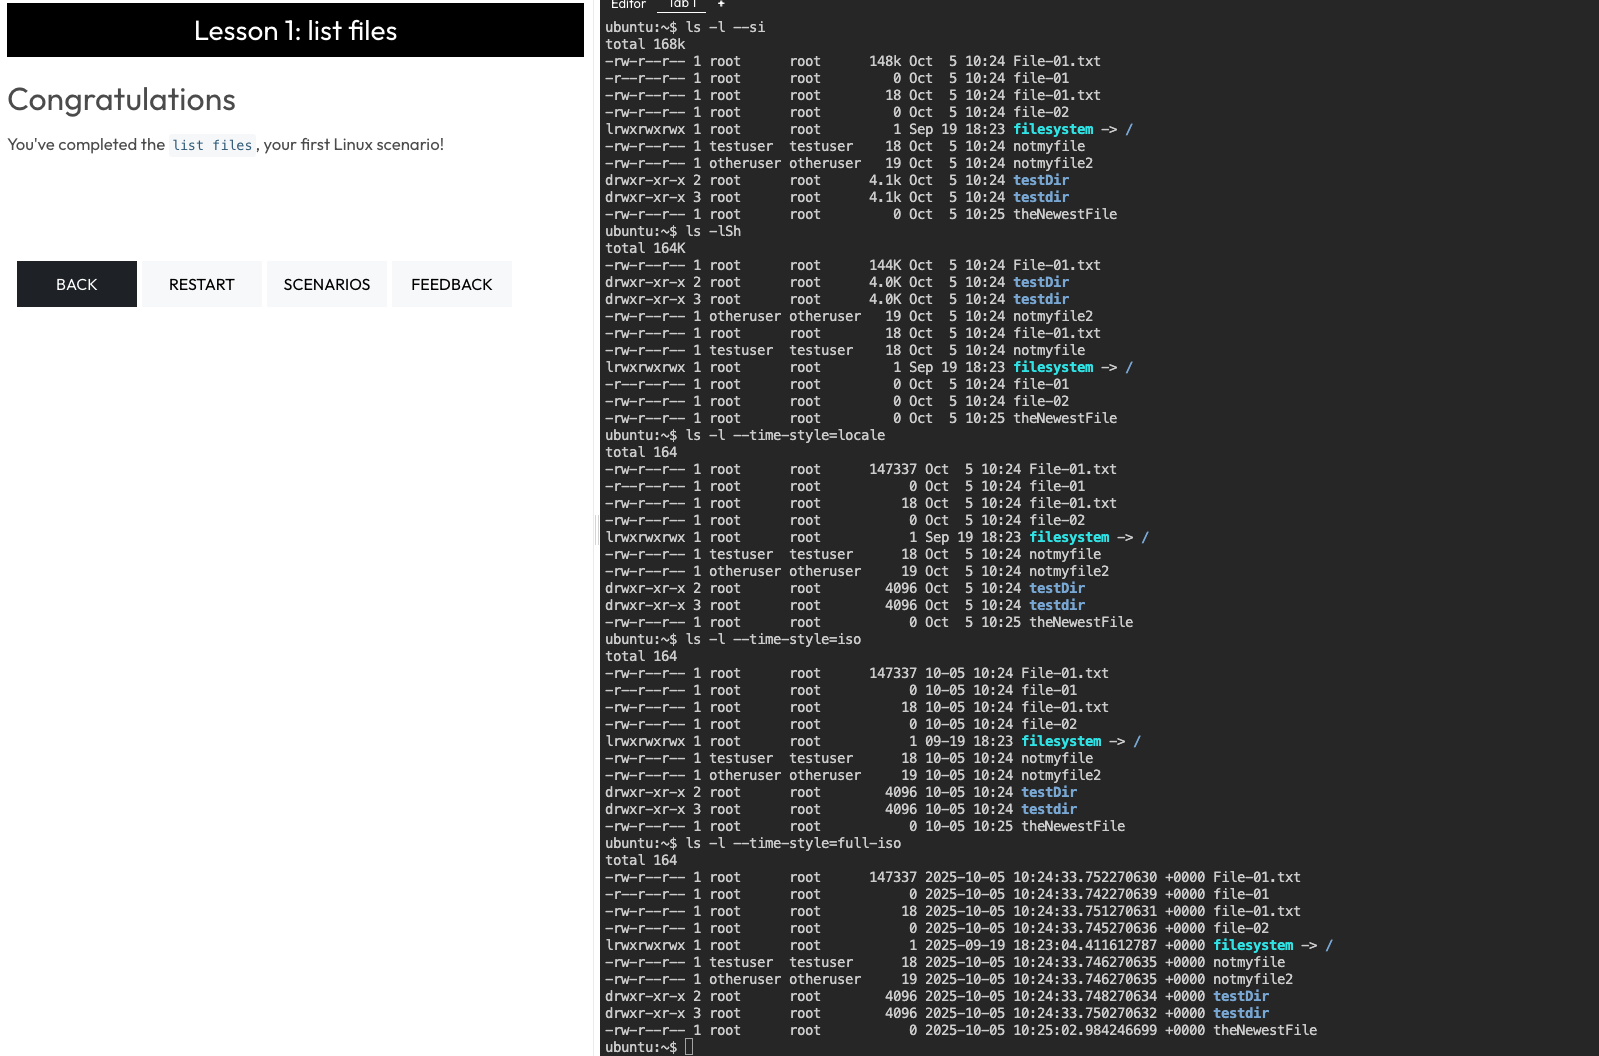 Lesson 1: list files
Congratulations
You've completed the list files, your first Linux scenario!
BACK
RESTART
SCENARIOS
FEEDBACK
Editor Tab 1 +
ubuntu:~$ ls -l --si
total 168k
-rw-r--r-- 1 root      root      148k Oct  5 10:24 File-01.txt
-r--r--r-- 1 root      root         0 Oct  5 10:24 file-01
-rw-r--r-- 1 root      root        18 Oct  5 10:24 file-01.txt
-rw-r--r-- 1 root      root         0 Oct  5 10:24 file-02
lrwxrwxrwx 1 root      root         1 Sep 19 18:23 filesystem -> /
-rw-r--r-- 1 testuser  testuser    18 Oct  5 10:24 notmyfile
-rw-r--r-- 1 otheruser otheruser   19 Oct  5 10:24 notmyfile2
drwxr-xr-x 2 root      root      4.1k Oct  5 10:24 testDir
drwxr-xr-x 3 root      root      4.1k Oct  5 10:24 testdir
-rw-r--r-- 1 root      root         0 Oct  5 10:25 theNewestFile
ubuntu:~$ ls -lSh
total 164K
-rw-r--r-- 1 root      root      144K Oct  5 10:24 File-01.txt
drwxr-xr-x 2 root      root      4.0K Oct  5 10:24 testDir
drwxr-xr-x 3 root      root      4.0K Oct  5 10:24 testdir
-rw-r--r-- 1 otheruser otheruser   19 Oct  5 10:24 notmyfile2
-rw-r--r-- 1 root      root        18 Oct  5 10:24 file-01.txt
-rw-r--r-- 1 testuser  testuser    18 Oct  5 10:24 notmyfile
lrwxrwxrwx 1 root      root         1 Sep 19 18:23 filesystem -> /
-r--r--r-- 1 root      root         0 Oct  5 10:24 file-01
-rw-r--r-- 1 root      root         0 Oct  5 10:24 file-02
-rw-r--r-- 1 root      root         0 Oct  5 10:25 theNewestFile
ubuntu:~$ ls -l --time-style=locale
total 164
-rw-r--r-- 1 root      root      147337 Oct  5 10:24 File-01.txt
-r--r--r-- 1 root      root           0 Oct  5 10:24 file-01
-rw-r--r-- 1 root      root          18 Oct  5 10:24 file-01.txt
-rw-r--r-- 1 root      root           0 Oct  5 10:24 file-02
lrwxrwxrwx 1 root      root           1 Sep 19 18:23 filesystem -> /
-rw-r--r-- 1 testuser  testuser      18 Oct  5 10:24 notmyfile
-rw-r--r-- 1 otheruser otheruser     19 Oct  5 10:24 notmyfile2
drwxr-xr-x 2 root      root        4096 Oct  5 10:24 testDir
drwxr-xr-x 3 root      root        4096 Oct  5 10:24 testdir
-rw-r--r-- 1 root      root           0 Oct  5 10:25 theNewestFile
ubuntu:~$ ls -l --time-style=iso
total 164
-rw-r--r-- 1 root      root      147337 10-05 10:24 File-01.txt
-r--r--r-- 1 root      root           0 10-05 10:24 file-01
-rw-r--r-- 1 root      root          18 10-05 10:24 file-01.txt
-rw-r--r-- 1 root      root           0 10-05 10:24 file-02
lrwxrwxrwx 1 root      root           1 09-19 18:23 filesystem -> /
-rw-r--r-- 1 testuser  testuser      18 10-05 10:24 notmyfile
-rw-r--r-- 1 otheruser otheruser     19 10-05 10:24 notmyfile2
drwxr-xr-x 2 root      root        4096 10-05 10:24 testDir
drwxr-xr-x 3 root      root        4096 10-05 10:24 testdir
-rw-r--r-- 1 root      root           0 10-05 10:25 theNewestFile
ubuntu:~$ ls -l --time-style=full-iso
total 164
-rw-r--r-- 1 root      root      147337 2025-10-05 10:24:33.752270630 +0000 File-01.txt
-r--r--r-- 1 root      root           0 2025-10-05 10:24:33.742270639 +0000 file-01
-rw-r--r-- 1 root      root          18 2025-10-05 10:24:33.751270631 +0000 file-01.txt
-rw-r--r-- 1 root      root           0 2025-10-05 10:24:33.745270636 +0000 file-02
lrwxrwxrwx 1 root      root           1 2025-09-19 18:23:04.411612787 +0000 filesystem -> /
-rw-r--r-- 1 testuser  testuser      18 2025-10-05 10:24:33.746270635 +0000 notmyfile
-rw-r--r-- 1 otheruser otheruser     19 2025-10-05 10:24:33.746270635 +0000 notmyfile2
drwxr-xr-x 2 root      root        4096 2025-10-05 10:24:33.748270634 +0000 testDir
drwxr-xr-x 3 root      root        4096 2025-10-05 10:24:33.750270632 +0000 testdir
-rw-r--r-- 1 root      root           0 2025-10-05 10:25:02.984246699 +0000 theNewestFile
ubuntu:~$